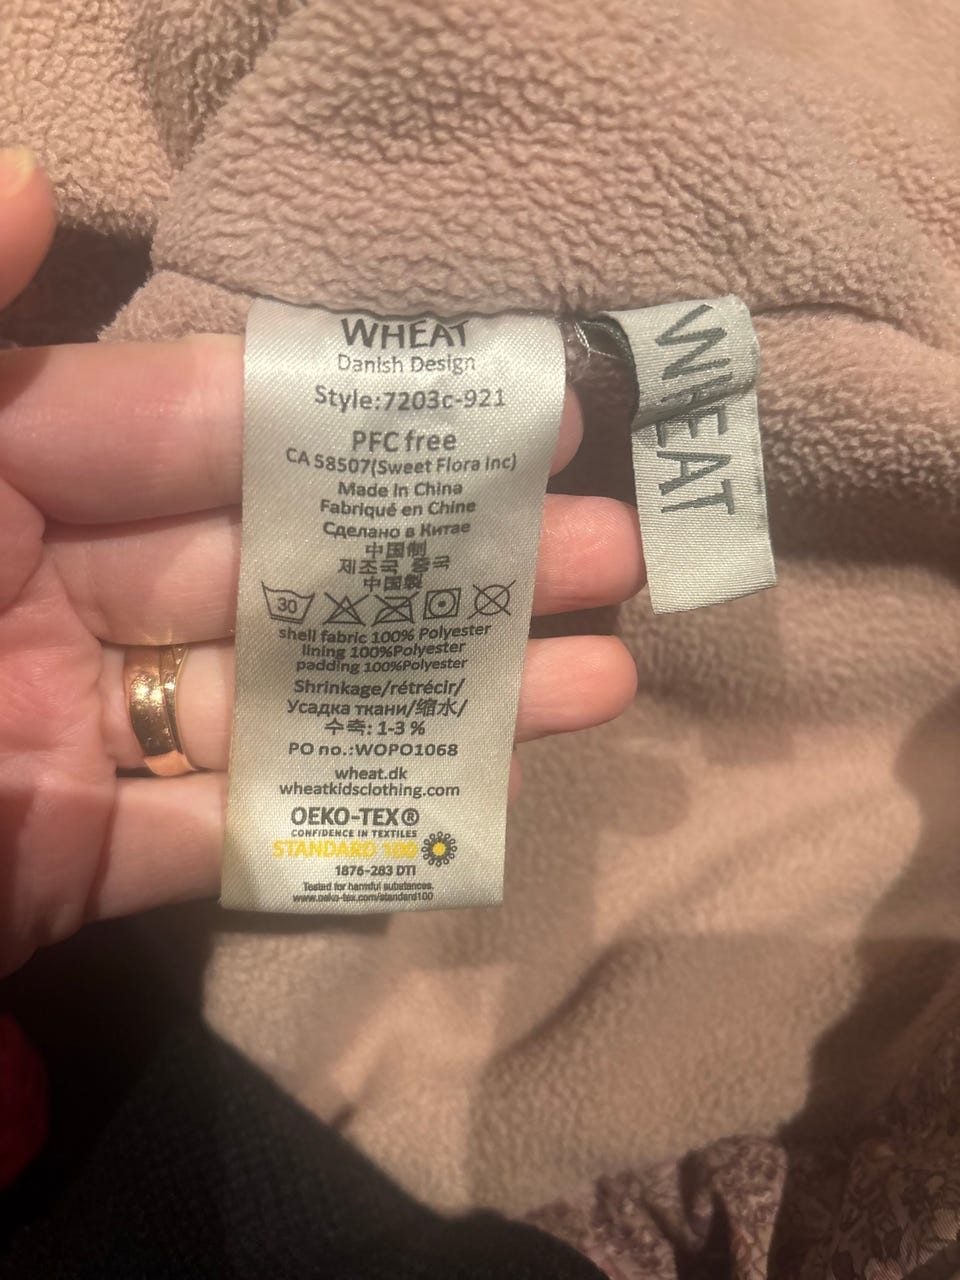 WHEAT
Danish Design
Style:7203c-921
PFC free
CA 58507(Sweet Flora Inc)
Made in China
Fabriqué en Chine
Сделано в Китае
中国制
제조국 중국
中国製
30
shell fabric 100% Polyester
lining 100%Polyester
padding 100%Polyester
Shrinkage/rétrécir/
Усадка ткани/缩水/
수축: 1-3 %
PO no.:WOPO1068
wheat.dk
wheatkidsclothing.com
OEKO-TEX®
CONFIDENCE IN TEXTILES
STANDARD 100
1876-283 DTI
Tested for harmful substances.
www.oeko-tex.com/standard100
WHEAT